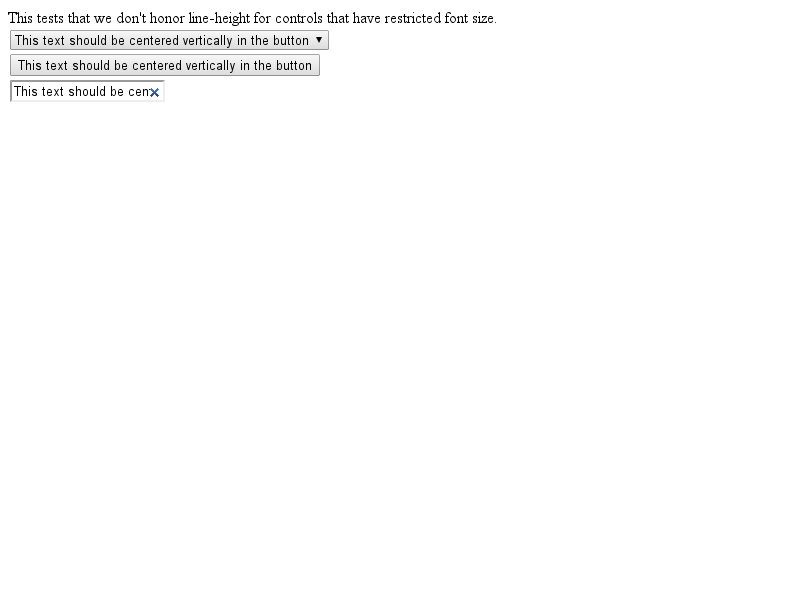 This tests that we don't honor line-height for controls that have restricted font size.
This text should be centered vertically in the button ▼
This text should be centered vertically in the button
This text should be cen